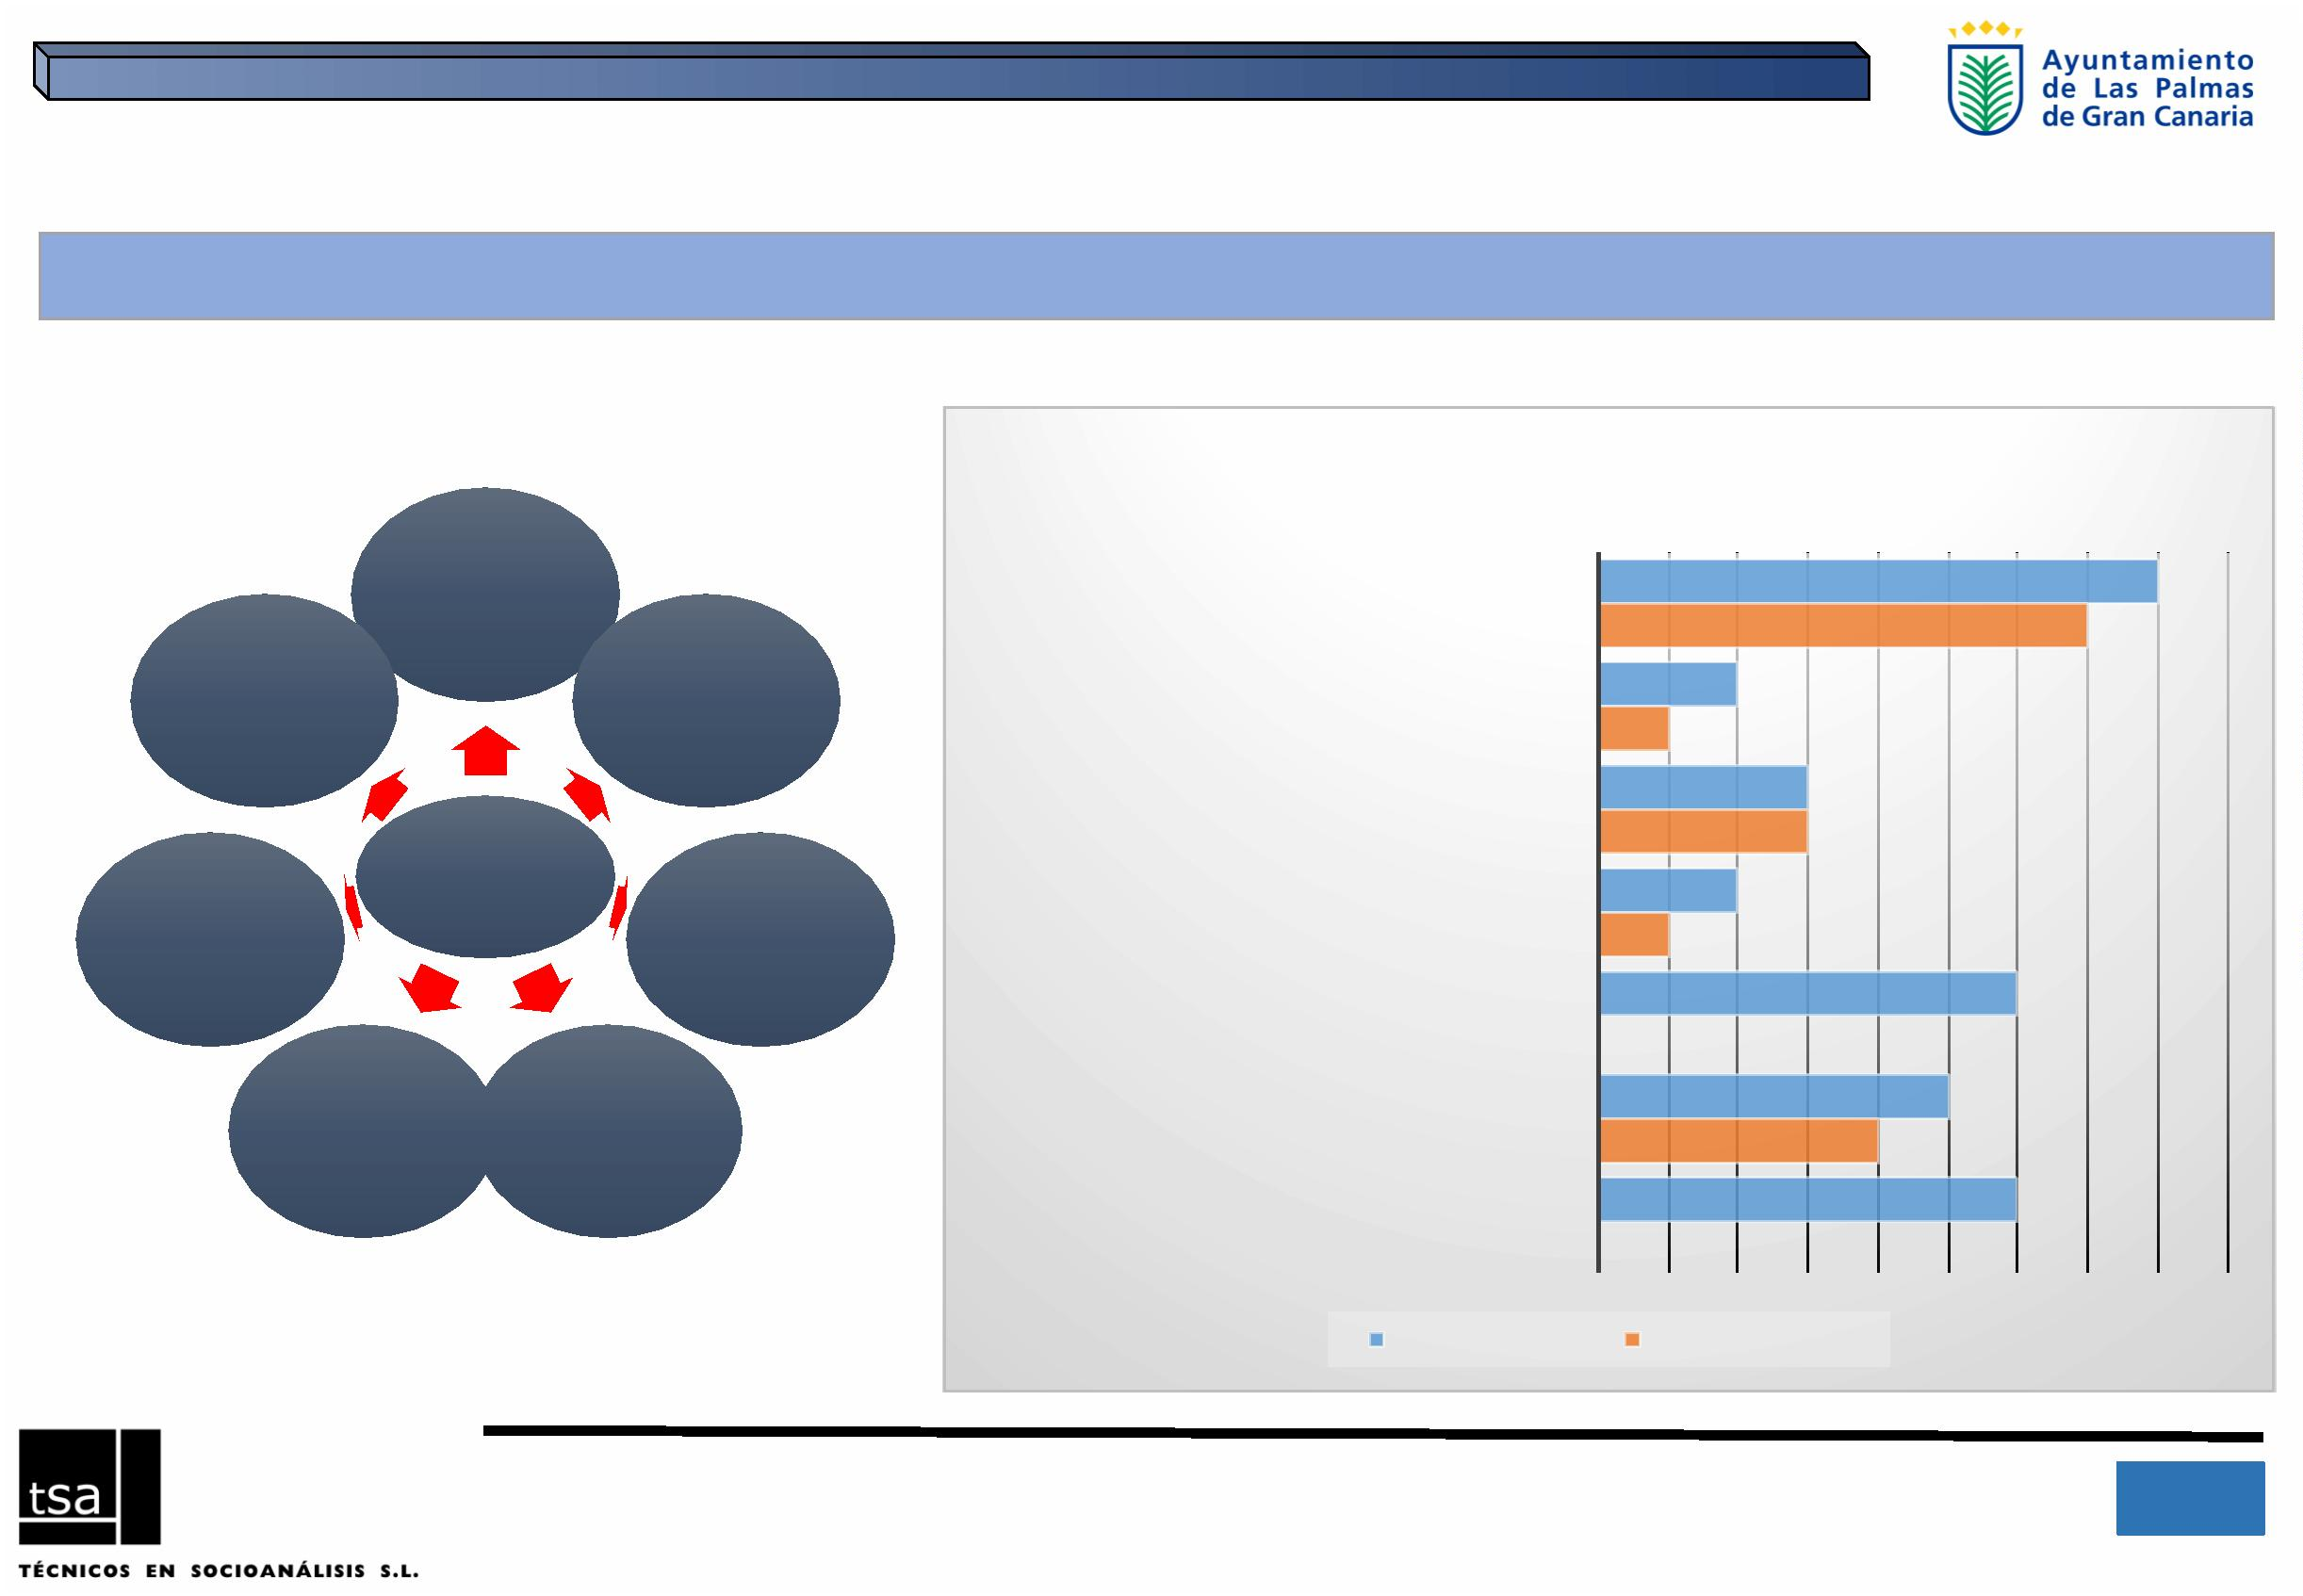 Ayuntamiento
de Las Palmas
de Gran Canaria
tsa
TÉCNICOS EN SOCIOANÁLISIS S.L.